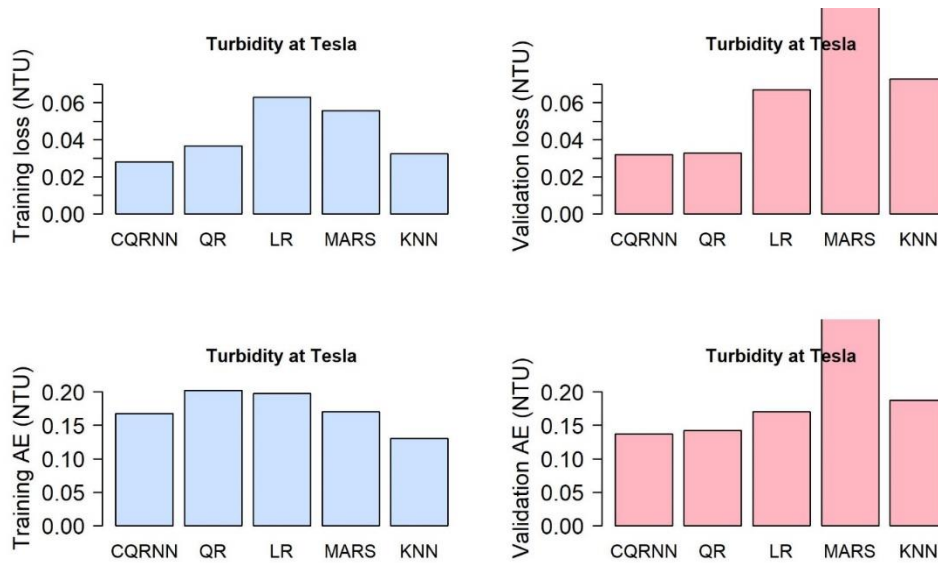 Turbidity at Tesla
Training loss (NTU)
0.06
0.04
0.02
0.00
CQRNN QR LR MARS KNN
Turbidity at Tesla
Validation loss (NTU)
0.06
0.04
0.02
0.00
CQRNN QR LR MARS KNN
Turbidity at Tesla
Training AE (NTU)
0.20
0.15
0.10
0.05
0.00
CQRNN QR LR MARS KNN
Turbidity at Tesla
Validation AE (NTU)
0.20
0.15
0.10
0.05
0.00
CQRNN QR LR MARS KNN